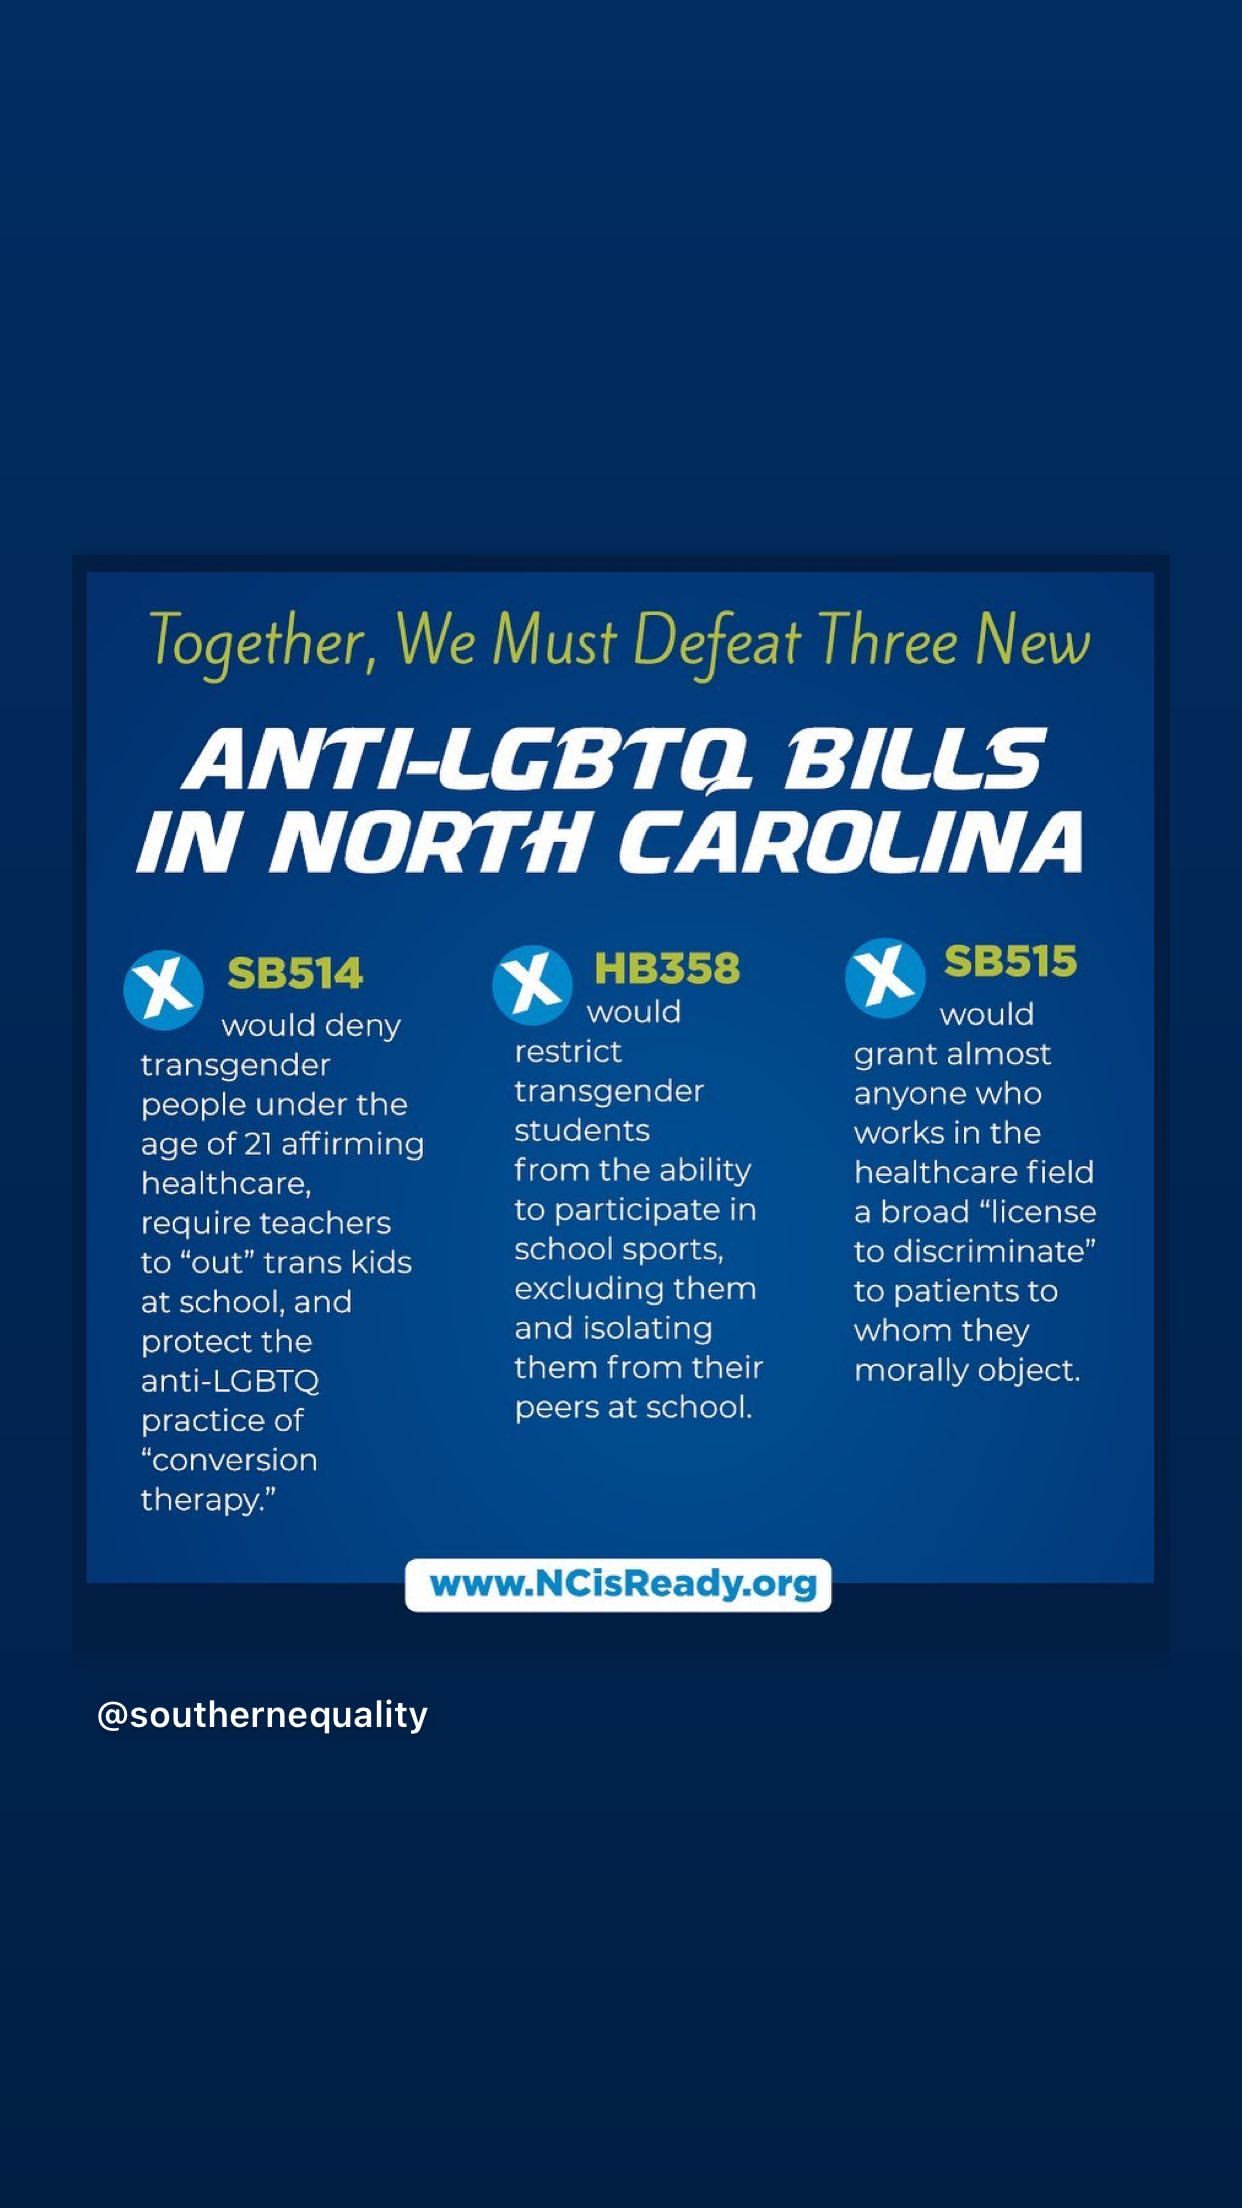 Together, We Must Defeat Three New
ANTI-LGBTQ BILLS
IN NORTH CAROLINA
X SB514
would deny
transgender
people under the
age of 21 affirming
healthcare,
require teachers
to “out” trans kids
at school, and
protect the
anti-LGBTQ
practice of
“conversion
therapy.”
X HB358
would
restrict
transgender
students
from the ability
to participate in
school sports,
excluding them
and isolating
them from their
peers at school.
X SB515
would
grant almost
anyone who
works in the
healthcare field
a broad “license
to discriminate”
to patients to
whom they
morally object.
www.NCisReady.org
@southernequality